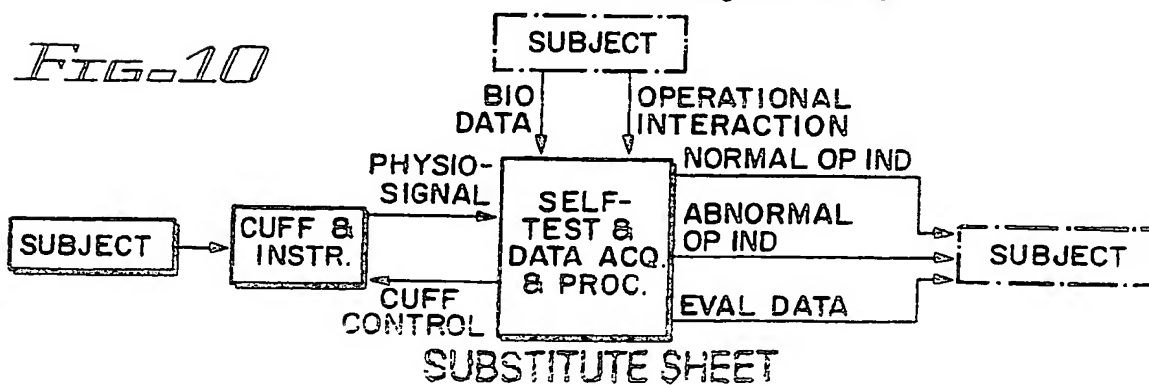 FIG-10
SUBJECT
BIO
DATA
OPERATIONAL
INTERACTION
PHYSIO-
SIGNAL
NORMAL OP IND
SUBJECT
CUFF &
INSTR.
SELF-
TEST &
DATA ACQ.
& PROC.
ABNORMAL
OP IND
SUBJECT
CUFF
CONTROL
EVAL DATA
SUBSTITUTE SHEET